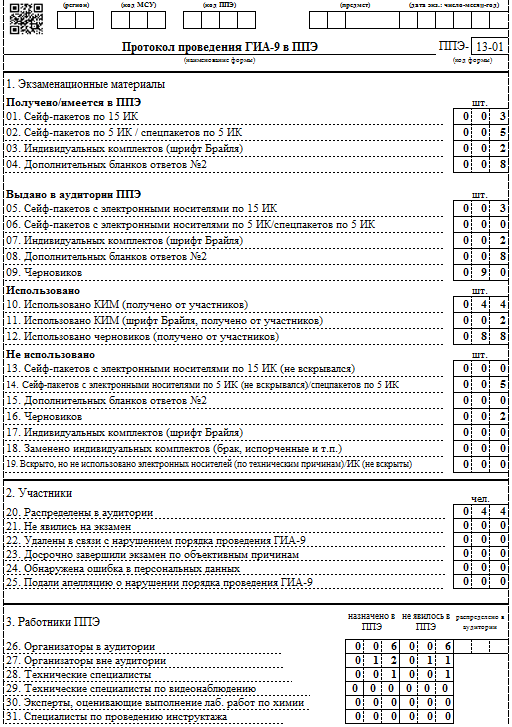 (регион) (код МСУ) (код ППЭ) (предмет) (дата экз.: число-месяц-год)
Протокол проведения ГИА-9 в ППЭ ППЭ- 13-01
(наименование формы) (код формы)
1. Экзаменационные материалы
Получено/имеется в ППЭ шт.
01. Сейф-пакетов по 15 ИК 0 0 3
02. Сейф-пакетов по 5 ИК / спецпакетов по 5 ИК 0 0 5
03. Индивидуальных комплектов (шрифт Брайля) 0 0 2
04. Дополнительных бланков ответов №2 0 0 8
Выдано в аудитории ППЭ шт.
05. Сейф-пакетов с электронными носителями по 15 ИК 0 0 3
06. Сейф-пакетов с электронными носителями по 5 ИК/спецпакетов по 5 ИК 0 0 0
07. Индивидуальных комплектов (шрифт Брайля) 0 0 2
08. Дополнительных бланков ответов №2 0 0 8
09. Черновиков 0 9 0
Использовано шт.
10. Использовано КИМ (получено от участников) 0 4 4
11. Использовано КИМ (шрифт Брайля, получено от участников) 0 0 2
12. Использовано черновиков (получено от участников) 0 8 8
Не использовано шт.
13. Сейф-пакетов с электронными носителями по 15 ИК (не вскрывался) 0 0 0
14. Сейф-пакетов с электронными носителями по 5 ИК (не вскрывался)/спецпакетов по 5 ИК 0 0 5
15. Дополнительных бланков ответов №2 0 0 0
16. Черновиков 0 0 2
17. Индивидуальных комплектов (шрифт Брайля) 0 0 0
18. Заменено индивидуальных комплектов (брак, испорченные и т.п.) 0 0 0
19. Вскрыто, но не использовано электронных носителей (по техническим причинам)/ИК (не вскрыты) 0 0 0
2. Участники чел.
20. Распределены в аудитории 0 4 4
21. Не явились на экзамен 0 0 0
22. Удалены в связи с нарушением порядка проведения ГИА-9 0 0 0
23. Досрочно завершили экзамен по объективным причинам 0 0 0
24. Обнаружена ошибка в персональных данных 0 0 0
25. Подали апелляцию о нарушении порядка проведения ГИА-9 0 0 0
3. Работники ППЭ назначено в ППЭ не явилось в ППЭ распределено в аудитории
26. Организаторы в аудитории 0 0 6 0 0 6
27. Организаторы вне аудитории 0 1 2 0 1 1
28. Технические специалисты 0 0 1 0 0 1
29. Технические специалисты по видеонаблюдению 0 0 0 0 0 0
30. Эксперты, оценивающие выполнение лаб. работ по химии 0 0 0 0 0 0
31. Специалисты по проведению инструктажа 0 0 0 0 0 0